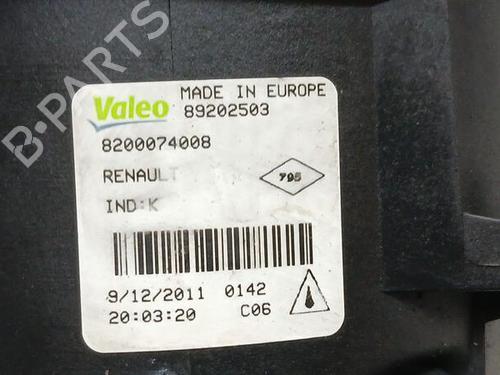 B-PARTS
Valeo
MADE IN EUROPE
89202503
8200074008
RENAULT
795
IND:K
9/12/2011 0142
20:03:20 C06